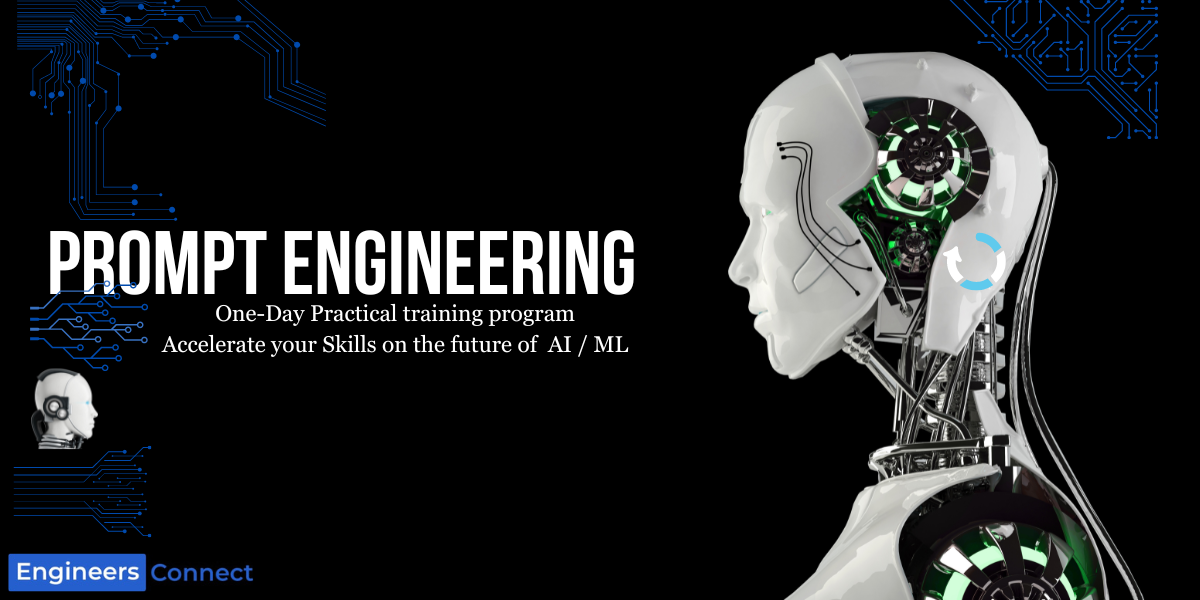 PROMPT ENGINEERING
One-Day Practical training program
Accelerate your Skills on the future of AI / ML
Engineers Connect